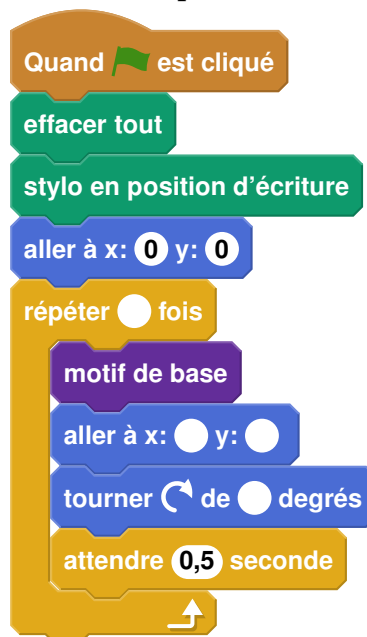 Quand est cliqué
effacer tout
stylo en position d'écriture
aller à x: 0 y: 0
répéter fois
motif de base
aller à x: y:
tourner de degrés
attendre 0,5 seconde